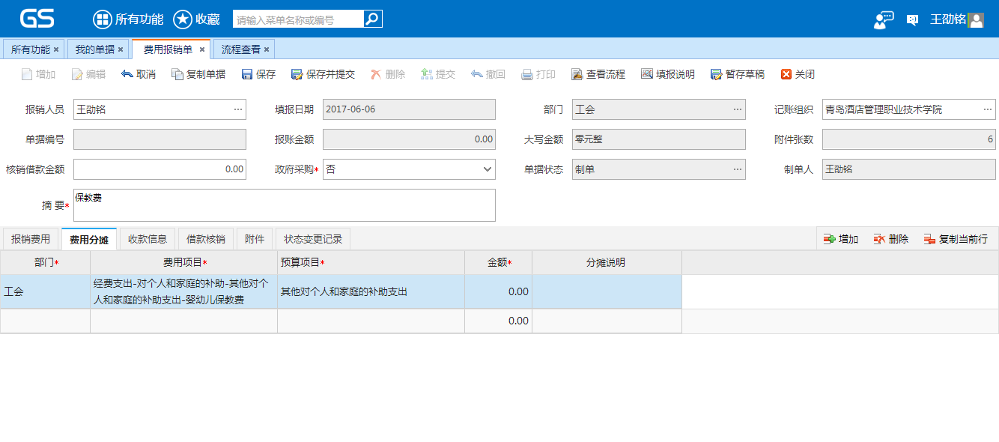 GS 所有功能 收藏 请输入菜单名称或编号 王劭铭
所有功能 × 我的单据 × 费用报销单 × 流程查看 ×
增加 编辑 取消 复制单据 保存 保存并提交 删除 提交 撤回 打印 查看流程 填报说明 暂存草稿 关闭
报销人员 王劭铭 ... 填报日期 2017-06-06 部门 工会 ... 记账组织 青岛酒店管理职业技术学院 ...
单据编号 报账金额 0.00 大写金额 零元整 附件张数 6
核销借款金额 0.00 政府采购* 否 单据状态 制单 ... 制单人 王劭铭
摘 要* 保教费
报销费用 费用分摊 收款信息 借款核销 附件 状态变更记录 增加 删除 复制当前行
部门* 费用项目* 预算项目* 金额* 分摊说明
工会 经费支出-对个人和家庭的补助-其他对个人和家庭的补助支出-婴幼儿保教费 其他对个人和家庭的补助支出 0.00
0.00